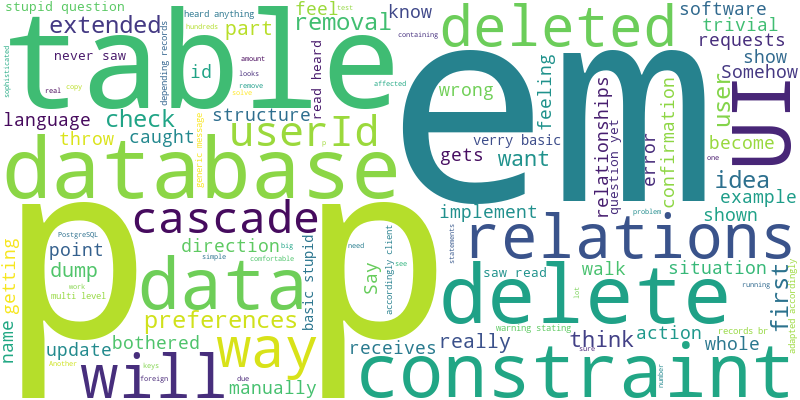 stupid question
heard anything
feel
test
know
software
extended
table
removal
deleted
trivial
hundreds
part
containing
requests
sophisticated
never saw
amount
em
show
UI
real
copy
depending records
looks
remove
id
read heard
affected
wrong
feeling
Somehow
user
language
check
structure
generic message
relationships
question yet
error
confirmation
throw
caught
userId
verry basic
become
gets
want
one
database
idea
p
p
cascade
implement
example
relations
shown
PostgreSQL
point
direction
big
need
statements
problem
getting
simple
comfortable
see
accordingly client
dump
data
Say
saw read
walk
situation
first
adapted accordingly
work
multi level
basic stupid
delete
lot
running
preferences
warning stating
records br
name
update
bothered
way
receives
really
think
action
whole
sure
number
Another
will
keys
foreign
due
manually
constraint